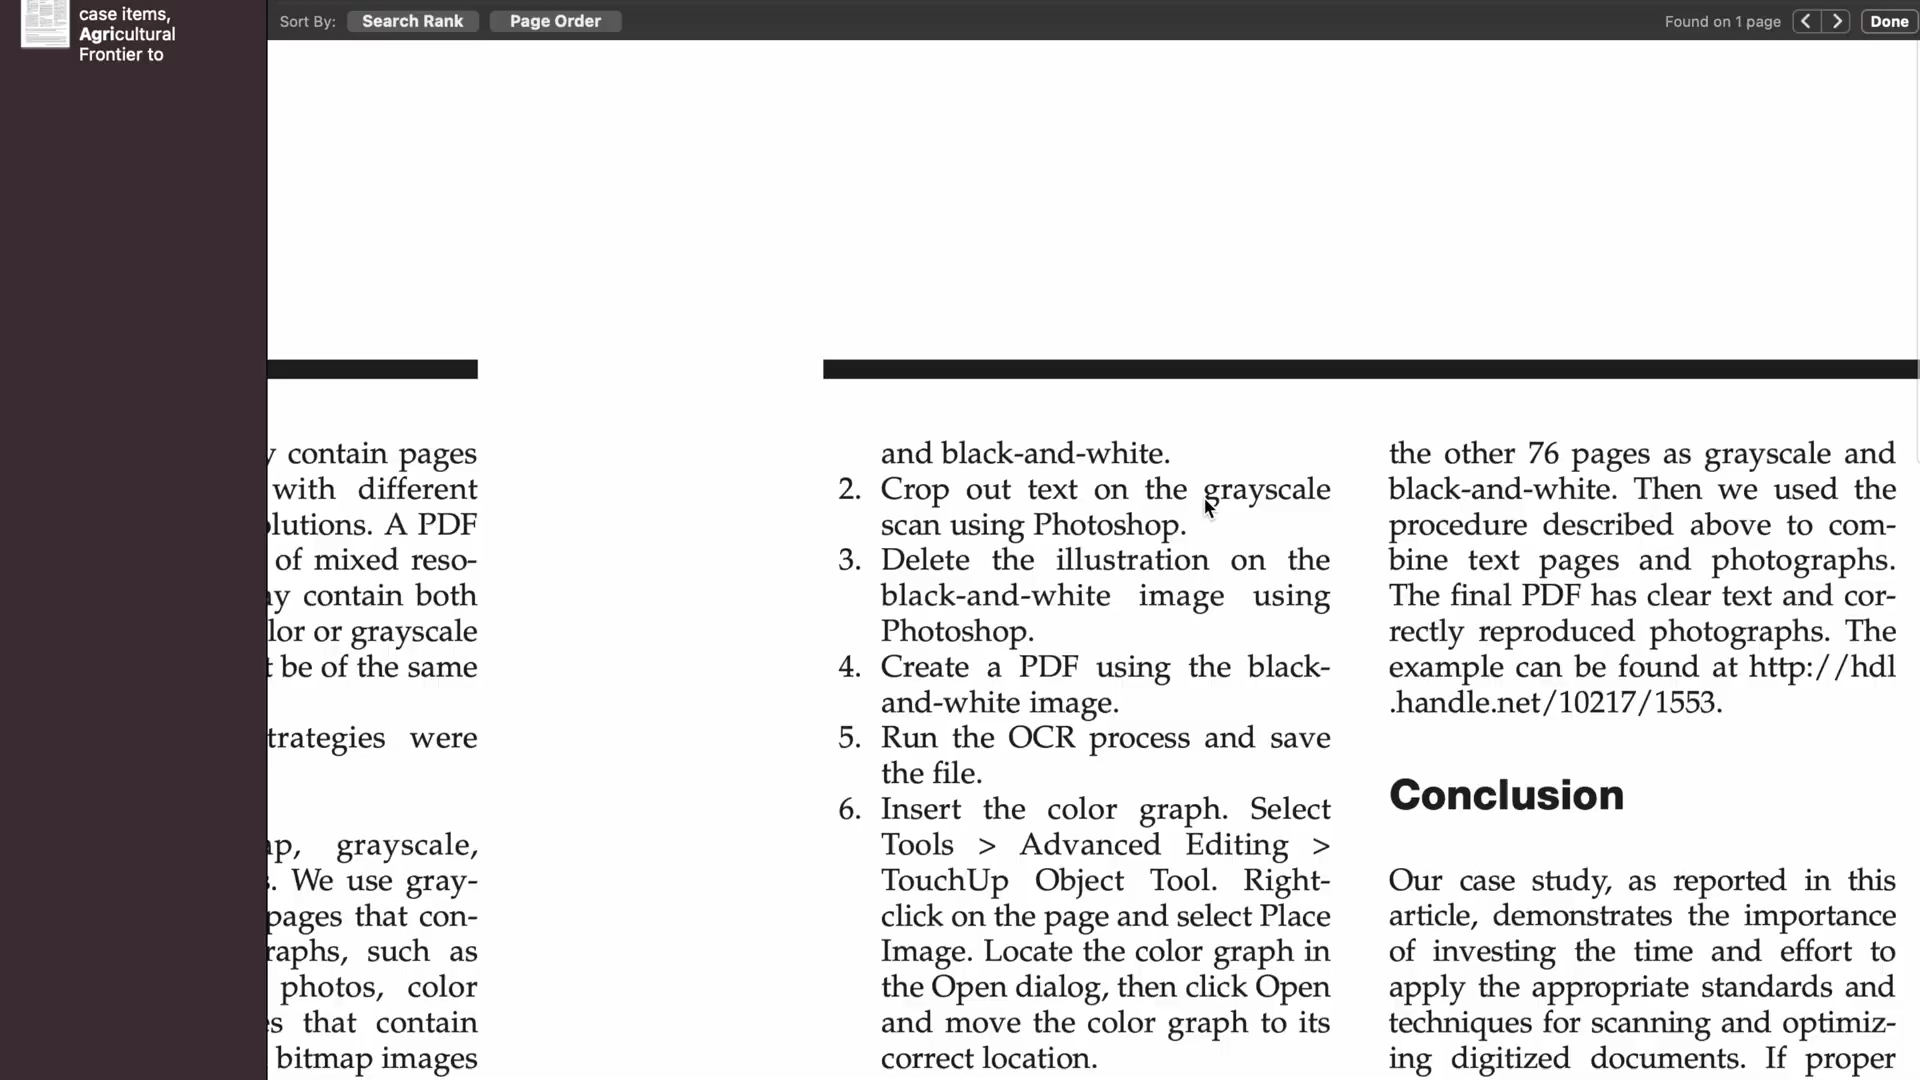 case items,
Agricultural
Frontier to
Sort By: Search Rank Page Order Found on 1 page Done
contain pages
with different
lutions. A PDF
of mixed reso-
contain both
lor or grayscale
be of the same
trategies were
grayscale,
We use gray-
pages that con-
raphs, such as
photos, color
that contain
bitmap images
and black-and-white.
2. Crop out text on the grayscale
scan using Photoshop.
3. Delete the illustration on the
black-and-white image using
Photoshop.
4. Create a PDF using the black-
and-white image.
5. Run the OCR process and save
the file.
6. Insert the color graph. Select
Tools > Advanced Editing >
TouchUp Object Tool. Right-
click on the page and select Place
Image. Locate the color graph in
the Open dialog, then click Open
and move the color graph to its
correct location.
the other 76 pages as grayscale and
black-and-white. Then we used the
procedure described above to com-
bine text pages and photographs.
The final PDF has clear text and cor-
rectly reproduced photographs. The
example can be found at http://hdl
.handle.net/10217/1553.
Conclusion
Our case study, as reported in this
article, demonstrates the importance
of investing the time and effort to
apply the appropriate standards and
techniques for scanning and optimiz-
ing digitized documents. If proper